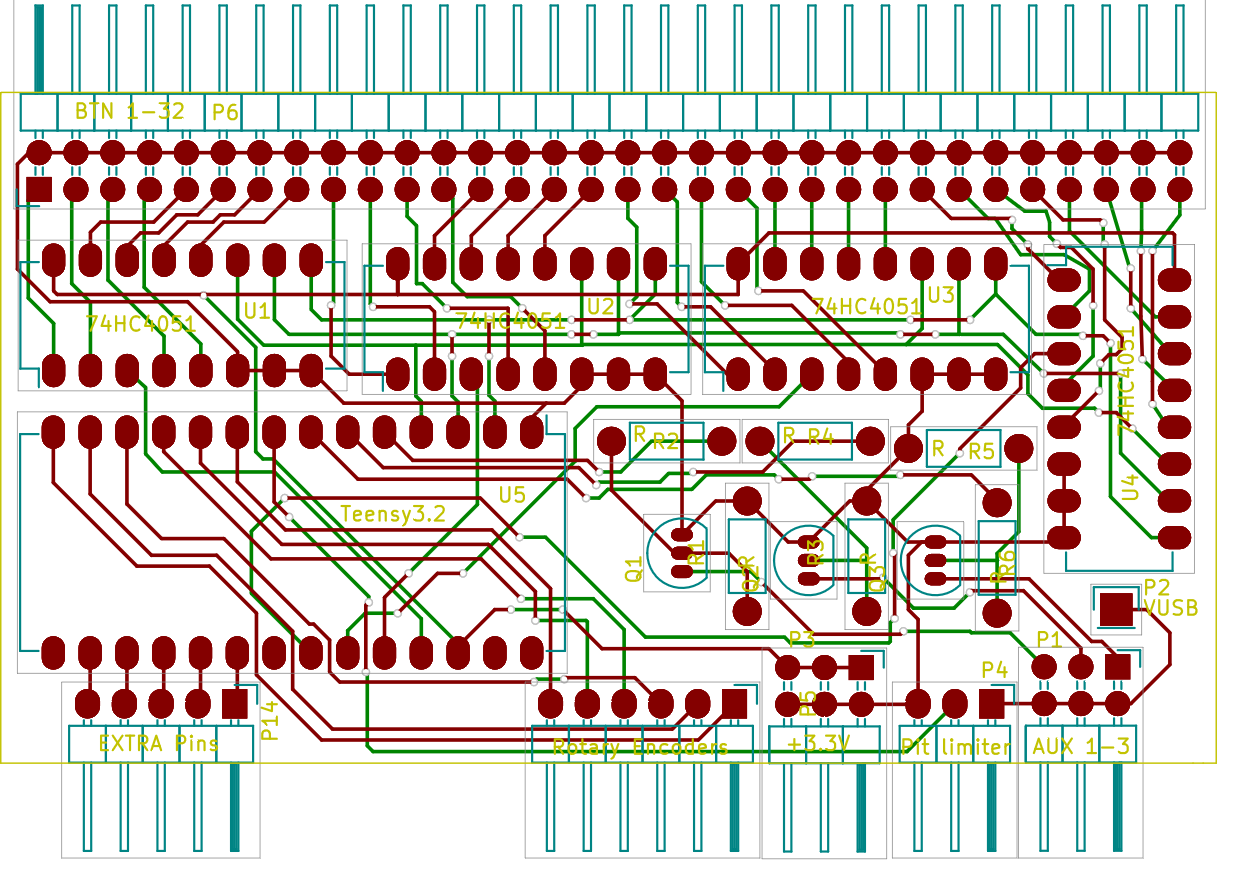 BTN 1-32 P6
U1
74HC4051
U2
74HC4051
U3
74HC4051
74HC4051
U4
R R2
R R4
R R5
U5
Teensy3.2
Q1
R1
Q2
R
R3
Q3
R
R
R6
P2
VUSB
P3
P5
+3.3V
P1
P4
P14
EXTRA Pins
Rotary Encoders
Pit limiter
AUX 1-3